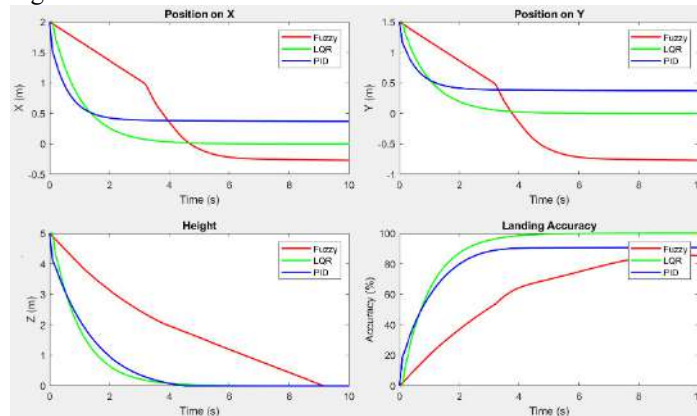 Position on X
2
1.5
1
0.5
0
-0.5
X (m)
Fuzzy
LQR
PID
0 2 4 6 8 10
Time (s)
Position on Y
2
1.5
1
0.5
0
-0.5
-1
Y (m)
Fuzzy
LQR
PID
0 2 4 6 8 10
Time (s)
Height
5
4
3
2
1
0
Z (m)
Fuzzy
LQR
PID
0 2 4 6 8 10
Time (s)
Landing Accuracy
100
80
60
40
20
0
Accuracy (%)
Fuzzy
LQR
PID
0 2 4 6 8 10
Time (s)